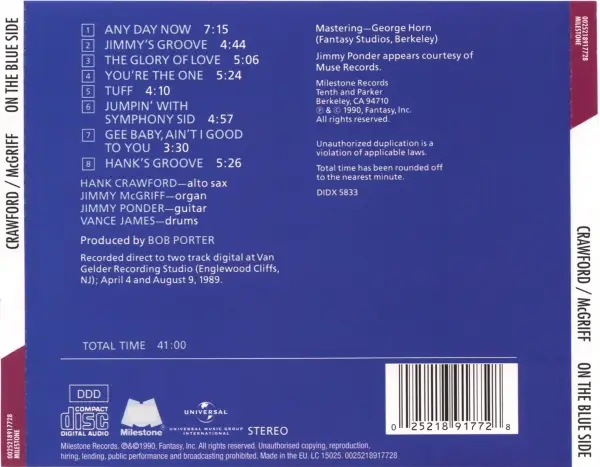 CRAWFORD / McGRIFF ON THE BLUE SIDE
0025218917728
MILESTONE
1 ANY DAY NOW 7:15
2 JIMMY'S GROOVE 4:44
3 THE GLORY OF LOVE 5:06
4 YOU'RE THE ONE 5:24
5 TUFF 4:10
6 JUMPIN' WITH
SYMPHONY SID 4:57
7 GEE BABY, AIN'T I GOOD
TO YOU 3:30
8 HANK'S GROOVE 5:26
HANK CRAWFORD—alto sax
JIMMY McGRIFF—organ
JIMMY PONDER—guitar
VANCE JAMES—drums
Produced by BOB PORTER
Recorded direct to two track digital at Van
Gelder Recording Studio (Englewood Cliffs,
NJ); April 4 and August 9, 1989.
TOTAL TIME 41:00
Mastering—George Horn
(Fantasy Studios, Berkeley)
Jimmy Ponder appears courtesy of
Muse Records.
Milestone Records
Tenth and Parker
Berkeley, CA 94710
℗ & © 1990, Fantasy, Inc.
All rights reserved.
Unauthorized duplication is a
violation of applicable laws.
Total time has been rounded off
to the nearest minute.
DIDX 5833
DDD
COMPACT
disc
DIGITAL AUDIO
Milestone
UNIVERSAL
UNIVERSAL MUSIC GROUP
INTERNATIONAL
STEREO
0 25218 91772 8
Milestone Records. ℗&©1990. Fantasy, Inc. All rights reserved. Unauthorised copying, reproduction,
hiring, lending, public performance and broadcasting prohibited. Made in the EU. LC 15025. 0025218917728
0025218917728
MILESTONE
CRAWFORD / McGRIFF ON THE BLUE SIDE